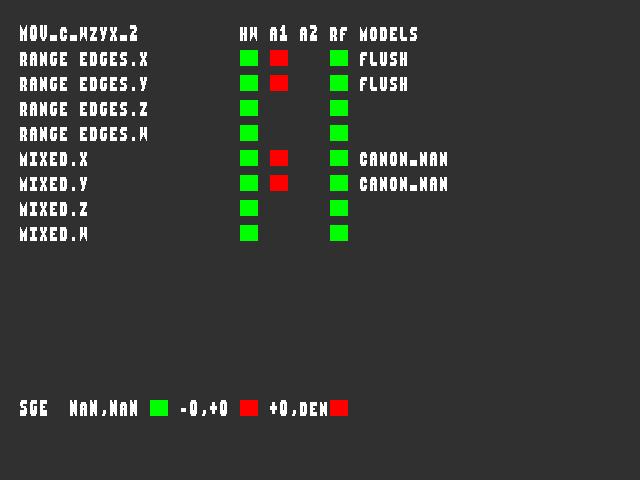 MOV_C_WZYX_2 HW A1 A2 RF MODELS
RANGE EDGES.X FLUSH
RANGE EDGES.Y FLUSH
RANGE EDGES.Z
RANGE EDGES.W
MIXED.X CANON_NAN
MIXED.Y CANON_NAN
MIXED.Z
MIXED.W
SGE NAN,NAN -0,+0 +0,DEN